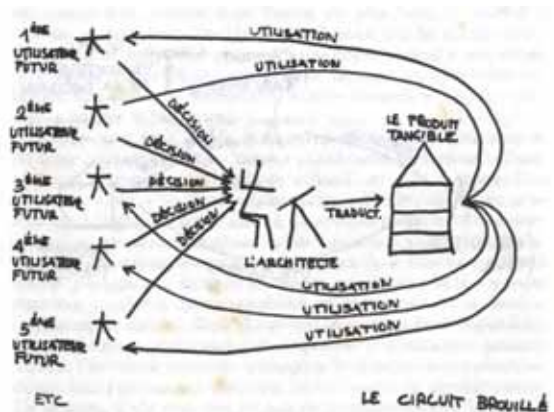 1ÈRE
UTILISATEUR
FUTUR
2ÈME
UTILISATEUR
FUTUR
3ÈME
UTILISATEUR
FUTUR
4ÈME
UTILISATEUR
FUTUR
5ÈME
UTILISATEUR
FUTUR
ETC
DÉCISION
DÉCISION
DÉCISION
DÉCISION
DÉCISION
L'ARCHITECTE
TRADUCT.
LE PRODUIT
TANGIBLE
UTILISATION
UTILISATION
UTILISATION
UTILISATION
UTILISATION
LE CIRCUIT BROUILLÉ